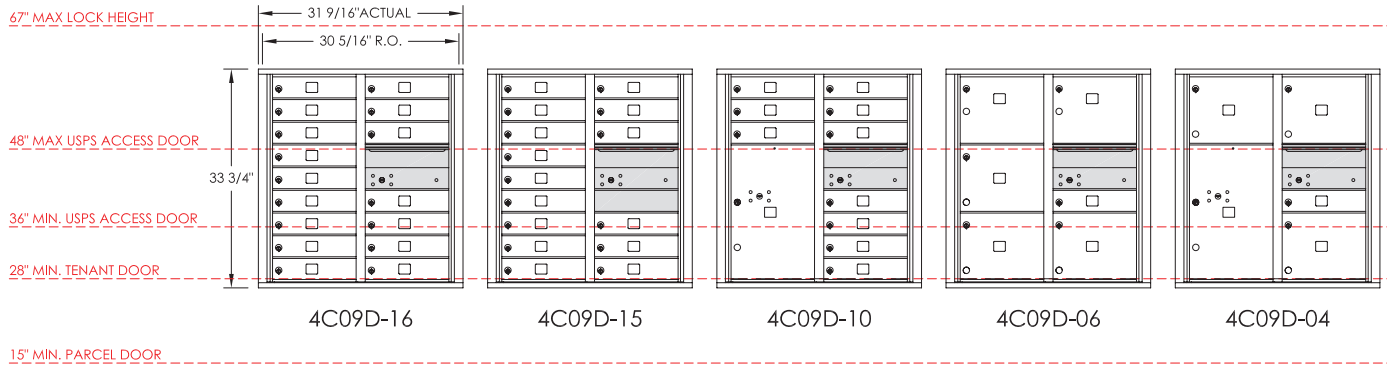 67" MAX LOCK HEIGHT
31 9/16"ACTUAL
30 5/16" R.O.
48" MAX USPS ACCESS DOOR
33 3/4"
36" MIN. USPS ACCESS DOOR
28" MIN. TENANT DOOR
4C09D-16
4C09D-15
4C09D-10
4C09D-06
4C09D-04
15" MIN. PARCEL DOOR